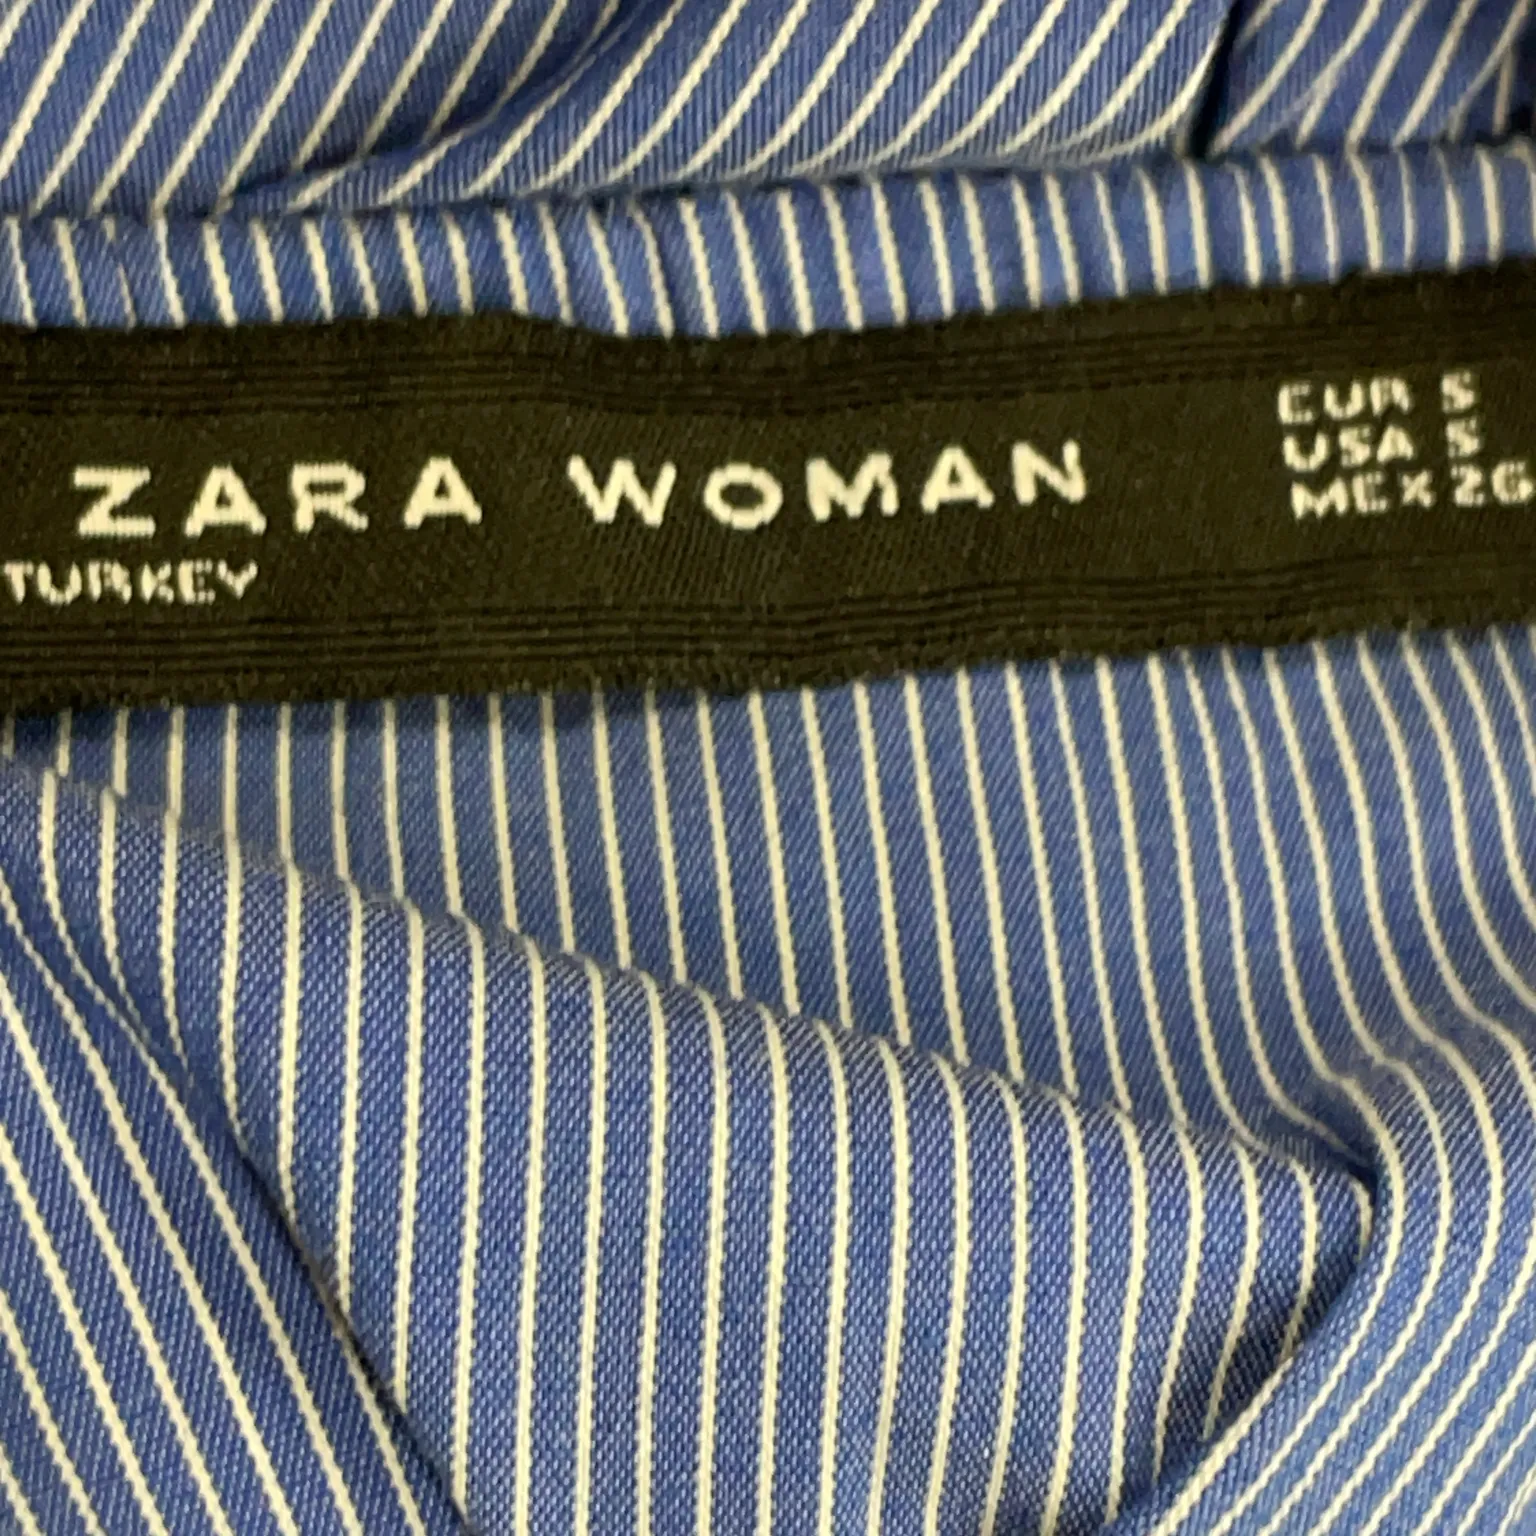 ZARA WOMAN
TURKEY
EUR S
USA S
MEX 26